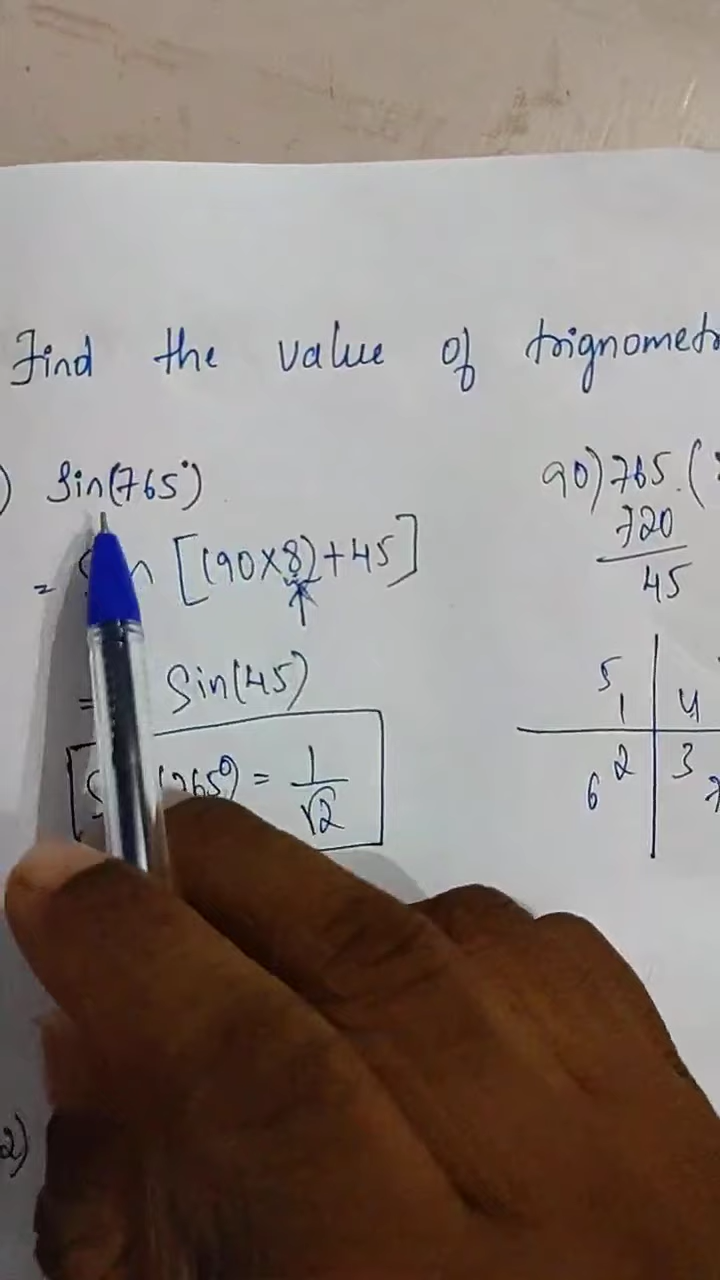 Find the value of trignomet
) Sin(765°)
= [(90×8)+45]
= Sin(45)
(765°) = 1/√2
90)765(
720
45
5 1 4
6 2 3
2)